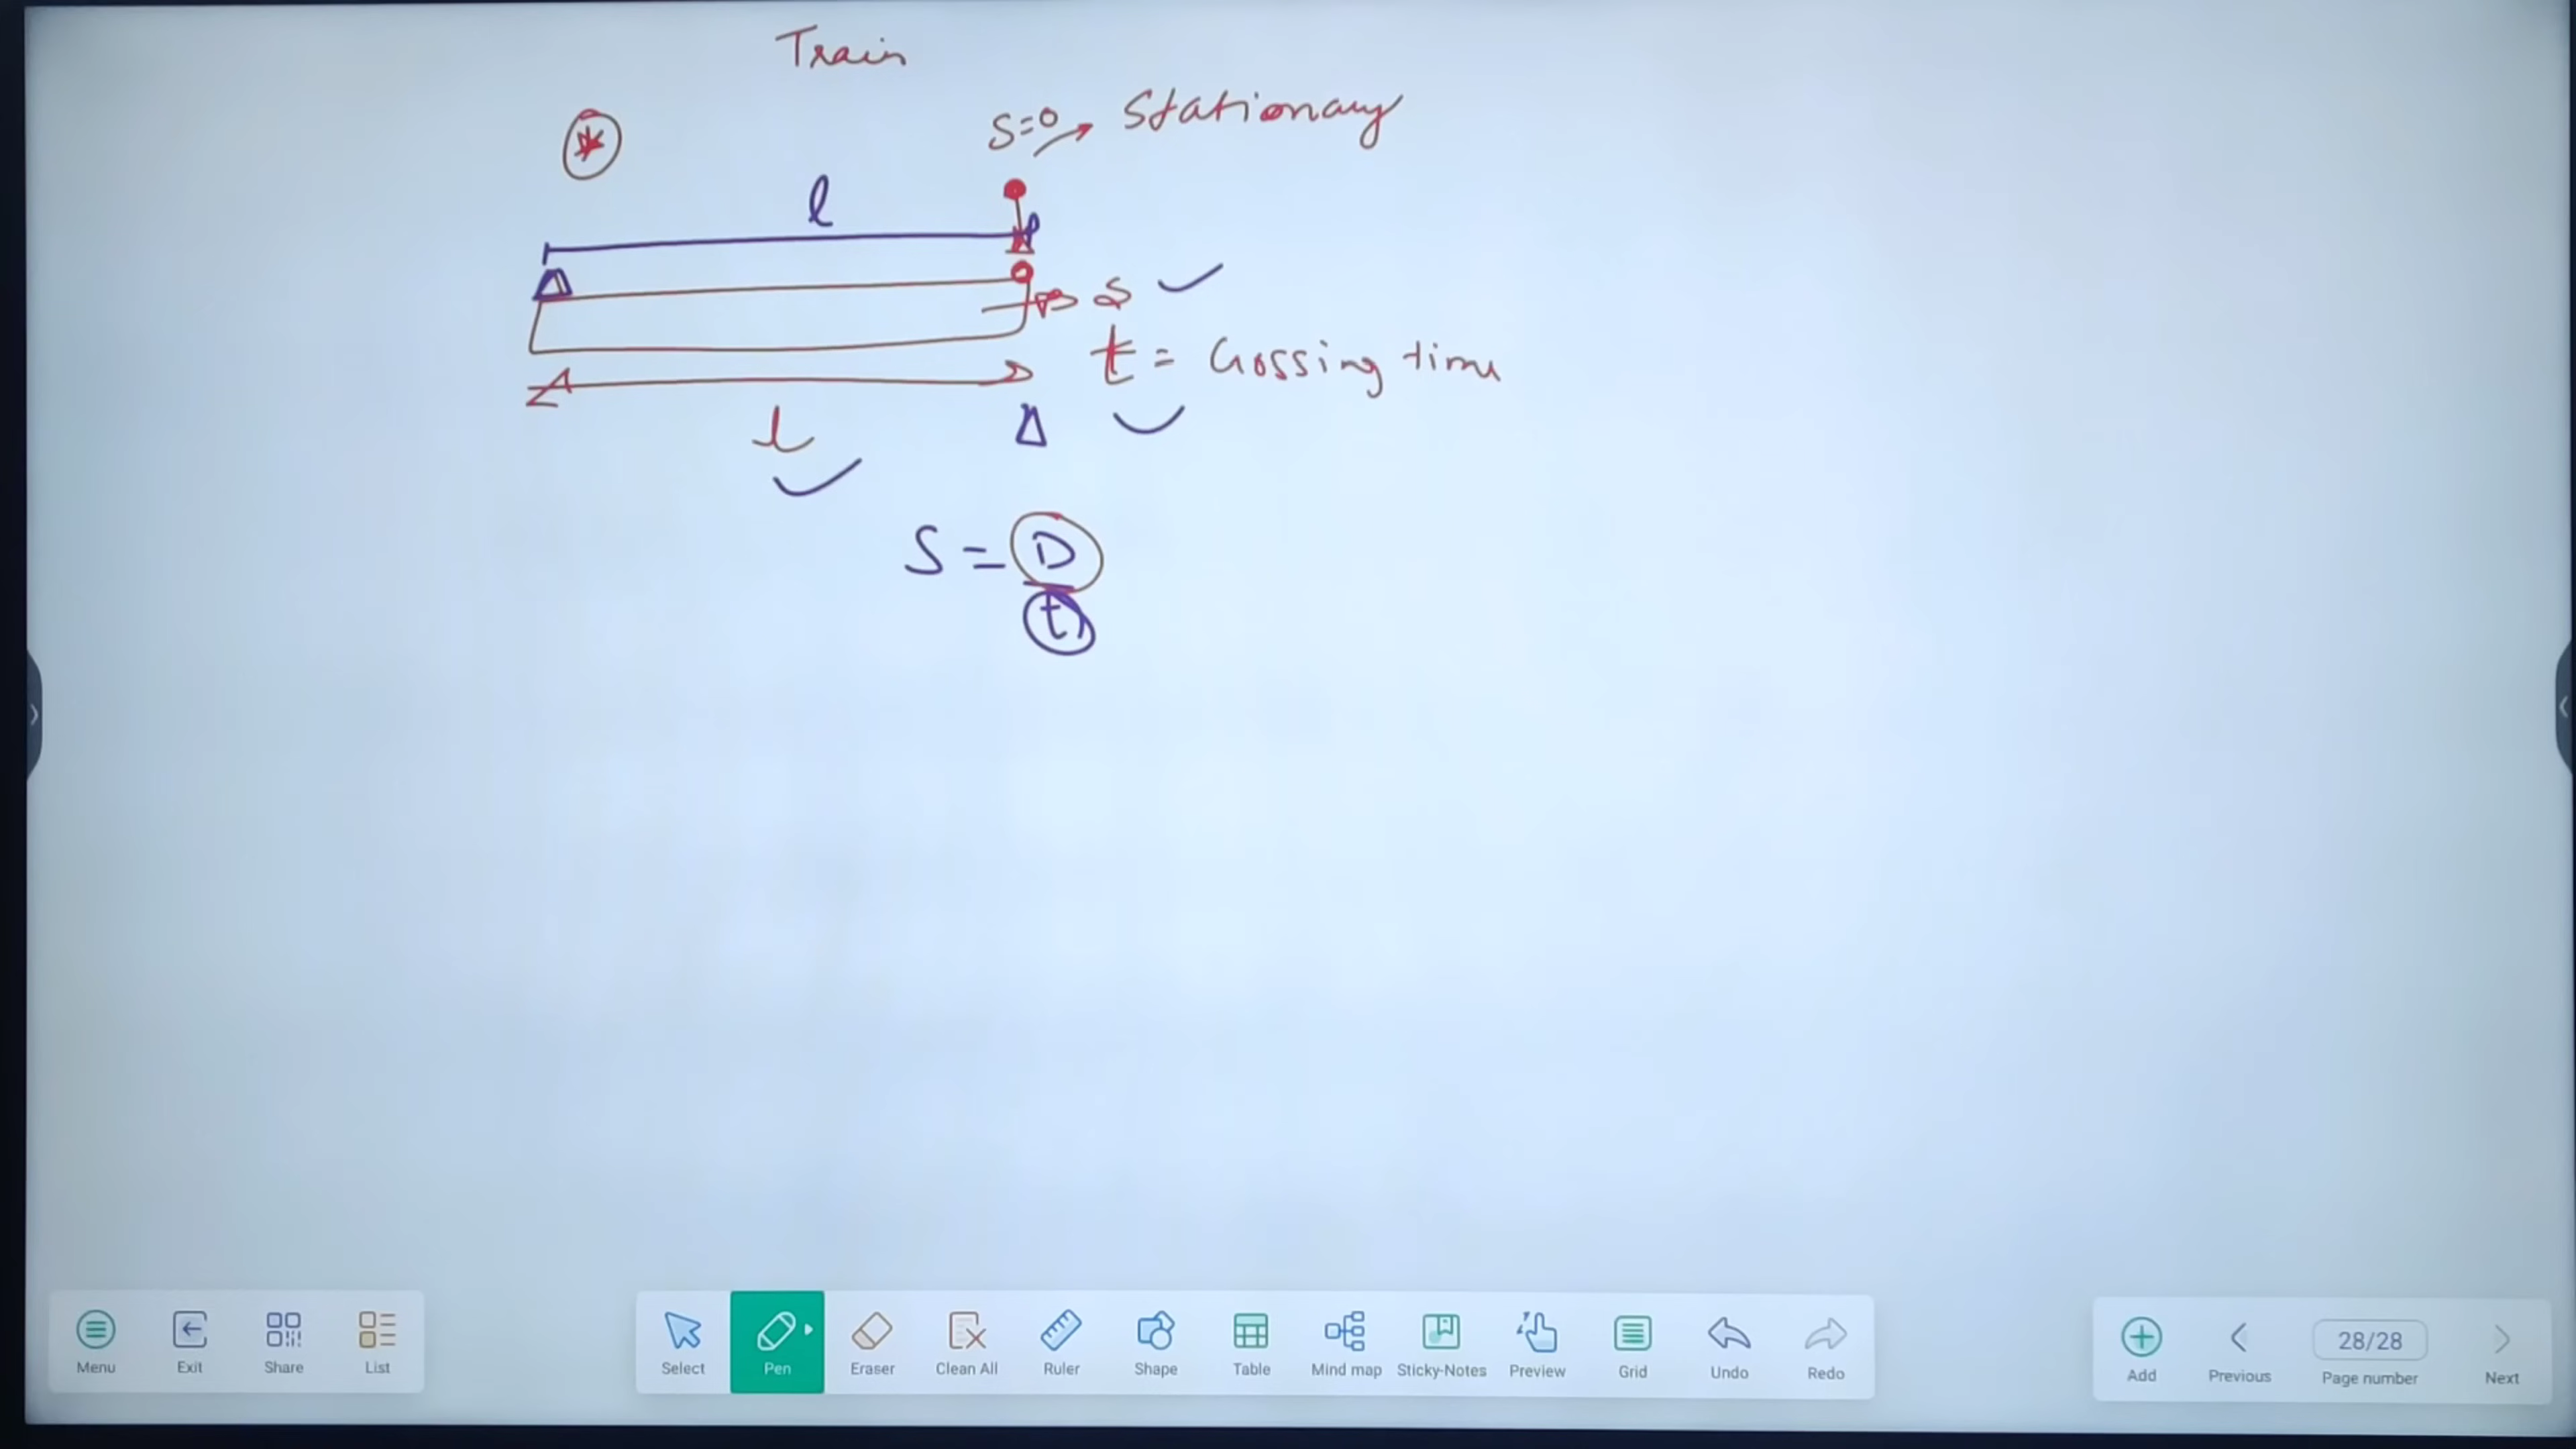 Train
S=0 → Stationary
l
s
t = Crossing time
l
S = D
t
Menu Exit Share List Select Pen Eraser Clean All Ruler Shape Table Mind map Sticky-Notes Preview Grid Undo Redo Add Previous 28/28 Page number Next